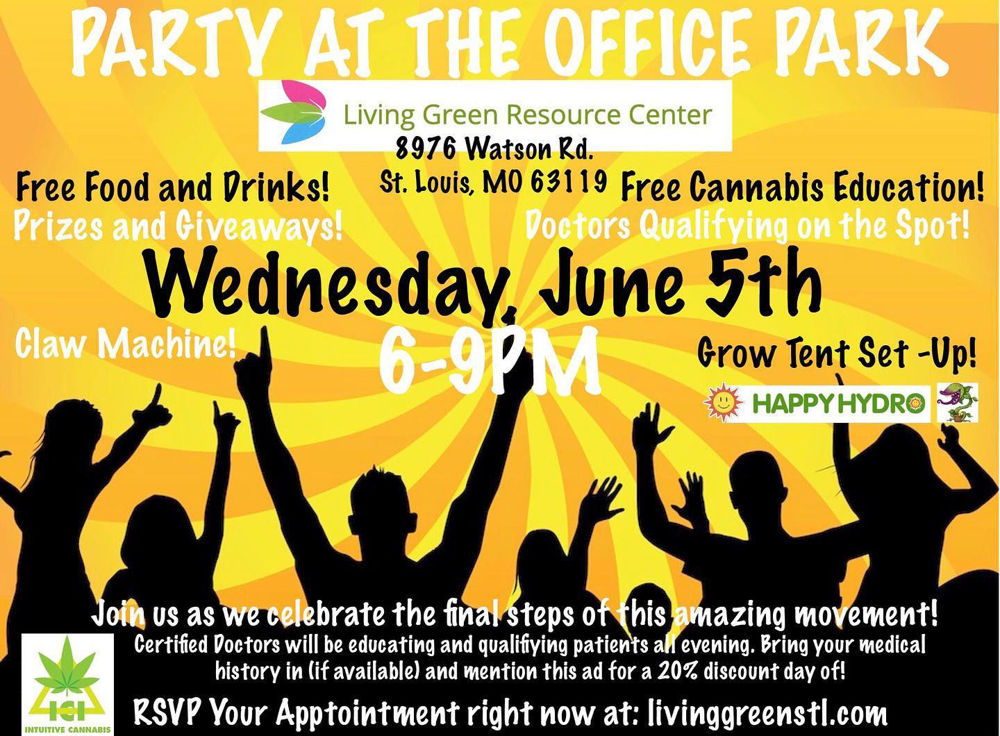 PARTY AT THE OFFICE PARK
Living Green Resource Center
8976 Watson Rd.
St. Louis, MO 63119
Free Food and Drinks!
Free Cannabis Education!
Prizes and Giveaways!
Doctors Qualifying on the Spot!
Wednesday, June 5th
6-9PM
Claw Machine!
Grow Tent Set -Up!
HAPPYHYDRO
Join us as we celebrate the final steps of this amazing movement!
Certified Doctors will be educating and qualifying patients all evening. Bring your medical
history in (if available) and mention this ad for a 20% discount day of!
ICI
INTUITIVE CANNABIS
RSVP Your Apptointment right now at: livinggreenstl.com